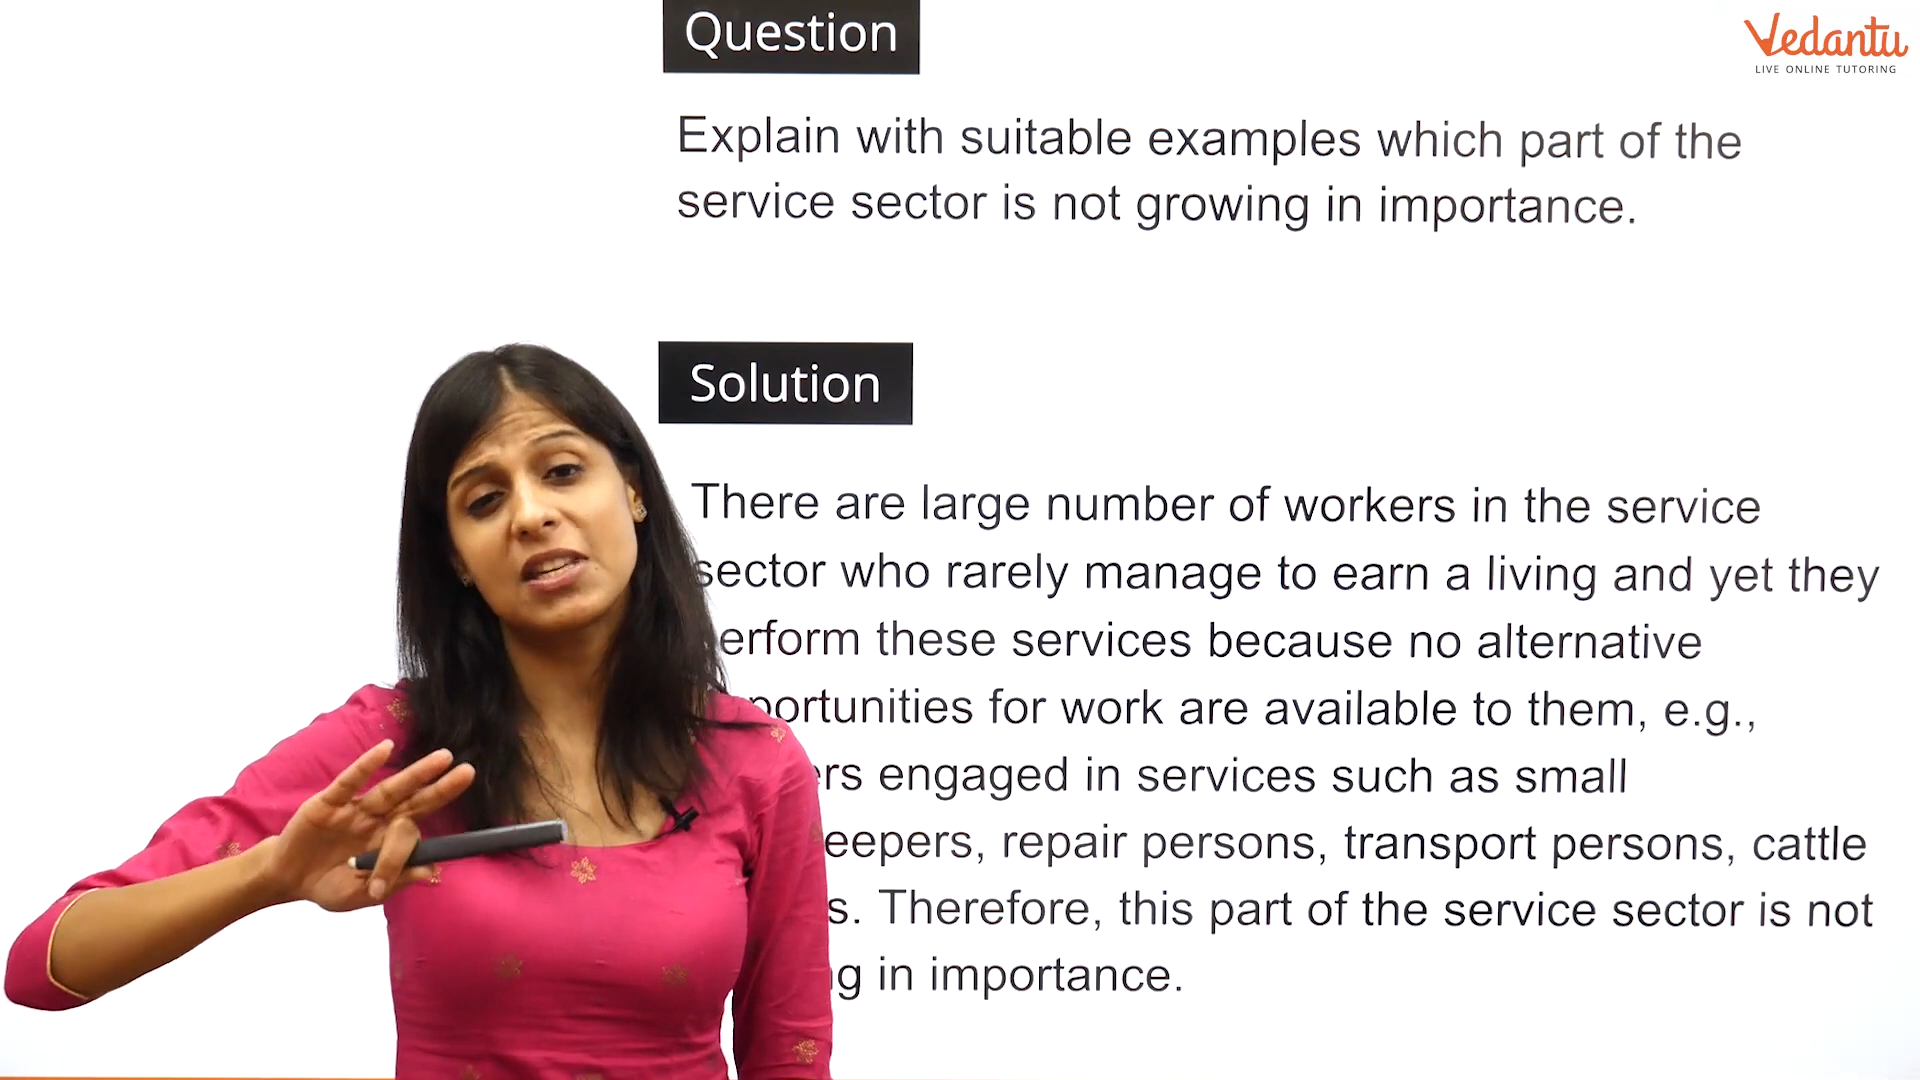 Question
Vedantu
LIVE ONLINE TUTORING
Explain with suitable examples which part of the
service sector is not growing in importance.
Solution
There are large number of workers in the service
sector who rarely manage to earn a living and yet they
erform these services because no alternative
portunities for work are available to them, e.g.,
rs engaged in services such as small
eepers, repair persons, transport persons, cattle
s. Therefore, this part of the service sector is not
g in importance.